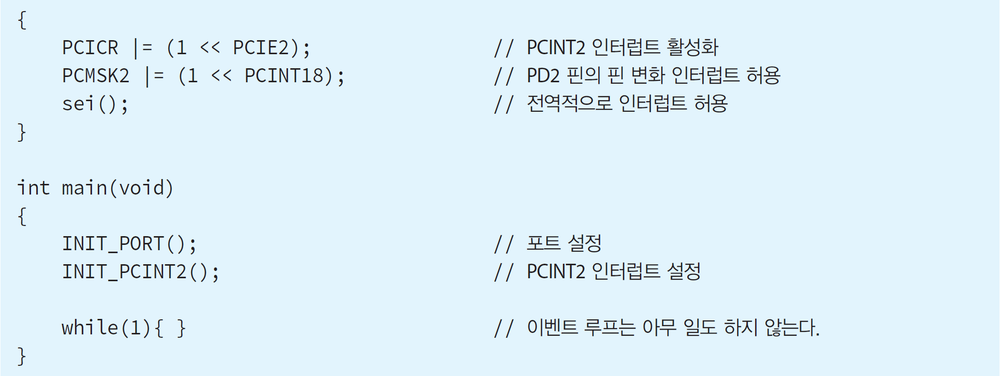 {
    PCICR |= (1 << PCIE2);                // PCINT2 인터럽트 활성화
    PCMSK2 |= (1 << PCINT18);             // PD2 핀의 핀 변화 인터럽트 허용
    sei();                                // 전역적으로 인터럽트 허용
}
int main(void)
{
    INIT_PORT();                          // 포트 설정
    INIT_PCINT2();                        // PCINT2 인터럽트 설정
    while(1){ }                           // 이벤트 루프는 아무 일도 하지 않는다.
}